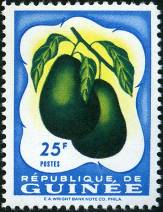 25F
POSTES
RÉPUBLIQUE DE
GUINÉE
E.A.WRIGHT BANK NOTE CO. PHILA.